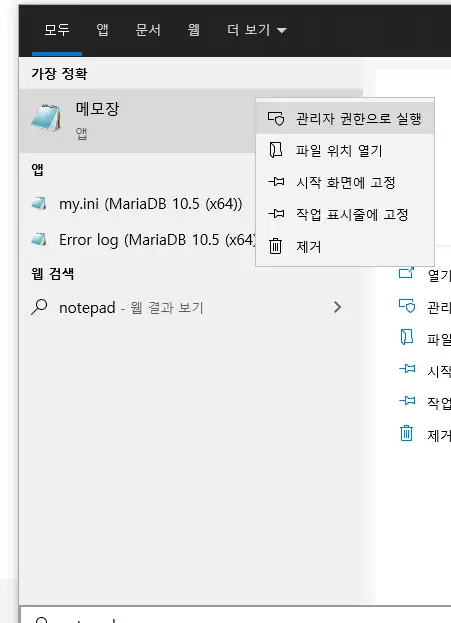 모두 앱 문서 웹 더 보기
가장 정확
메모장
앱
관리자 권한으로 실행
파일 위치 열기
시작 화면에 고정
작업 표시줄에 고정
제거
앱
my.ini (MariaDB 10.5 (x64))
Error log (MariaDB 10.5 (x64)
웹 검색
notepad - 웹 결과 보기
열기
관리
파일
시작
작업
제거